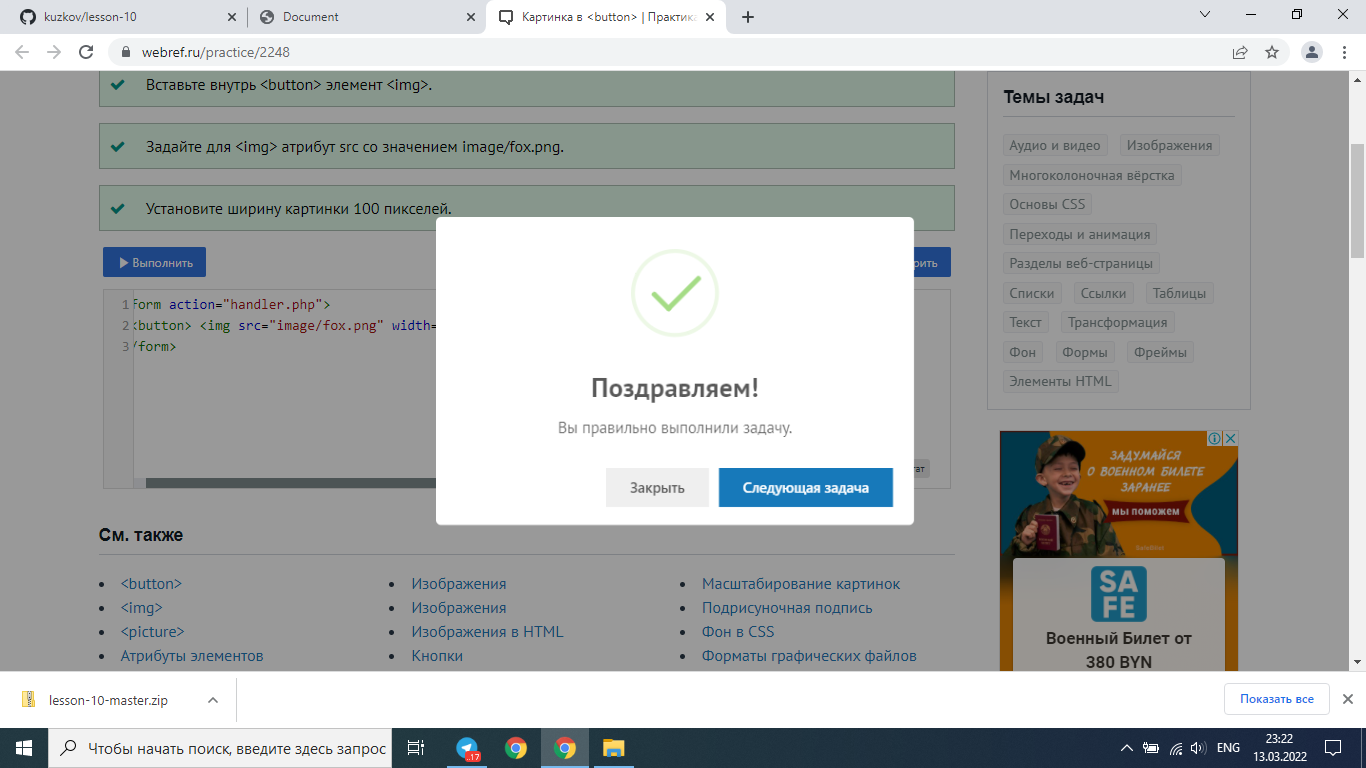 kuzkov/lesson-10
Document
Картинка в <button> | Практика
webref.ru/practice/2248
Вставьте внутрь <button> элемент <img>.
Задайте для <img> атрибут src со значением image/fox.png.
Установите ширину картинки 100 пикселей.
Выполнить
рить
1 form action="handler.php">
2 <button> <img src="image/fox.png" width=
3 /form>
Поздравляем!
Вы правильно выполнили задачу.
Закрыть
Следующая задача
тат
См. также
<button>
<img>
<picture>
Атрибуты элементов
Изображения
Изображения
Изображения в HTML
Кнопки
Масштабирование картинок
Подрисуночная подпись
Фон в CSS
Форматы графических файлов
Темы задач
Аудио и видео Изображения
Многоколоночная вёрстка
Основы CSS
Переходы и анимация
Разделы веб-страницы
Списки Ссылки Таблицы
Текст Трансформация
Фон Формы Фреймы
Элементы HTML
ЗАДУМАЙСЯ
О ВОЕННОМ БИЛЕТЕ
ЗАРАНЕЕ
МЫ ПОМОЖЕМ
SA
FE
Военный Билет от
380 BYN
lesson-10-master.zip
Показать все
Чтобы начать поиск, введите здесь запрос
17
ENG
23:22
13.03.2022